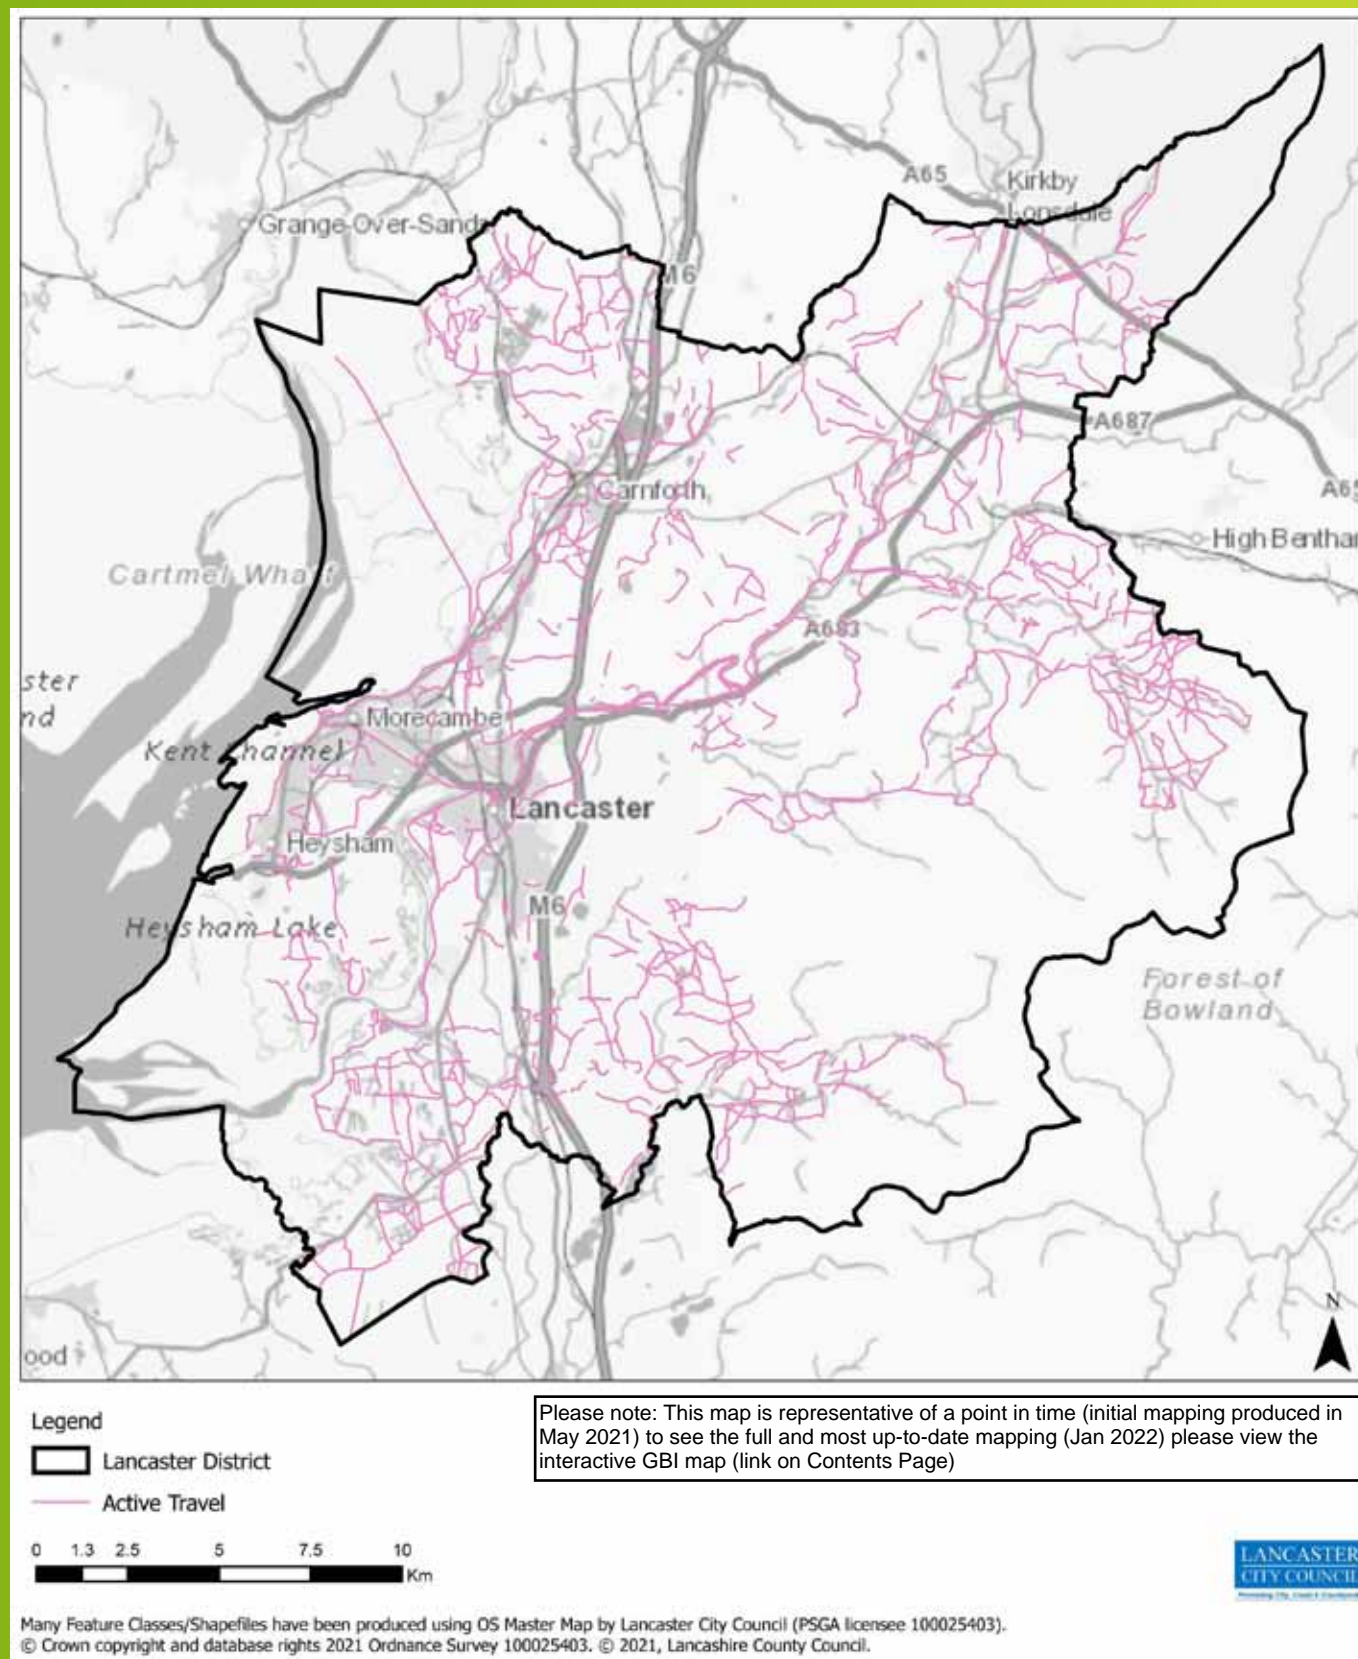 A65
Kirkby
Lonsdale
Grange-Over-Sands
M6
A687
Carnforth
A65
High Bentham
Cartmel Wharf
A683
ster
nd
Morecambe
Kent Channel
Lancaster
Heysham
M6
Heysham Lake
Forest of
Bowland
N
ood
Legend
Lancaster District
Active Travel
0 1.3 2.5 5 7.5 10
Km
Please note: This map is representative of a point in time (initial mapping produced in
May 2021) to see the full and most up-to-date mapping (Jan 2022) please view the
interactive GBI map (link on Contents Page)
LANCASTER
CITY COUNCIL
Many Feature Classes/Shapefiles have been produced using OS Master Map by Lancaster City Council (PSGA licensee 100025403).
© Crown copyright and database rights 2021 Ordnance Survey 100025403. © 2021, Lancashire County Council.